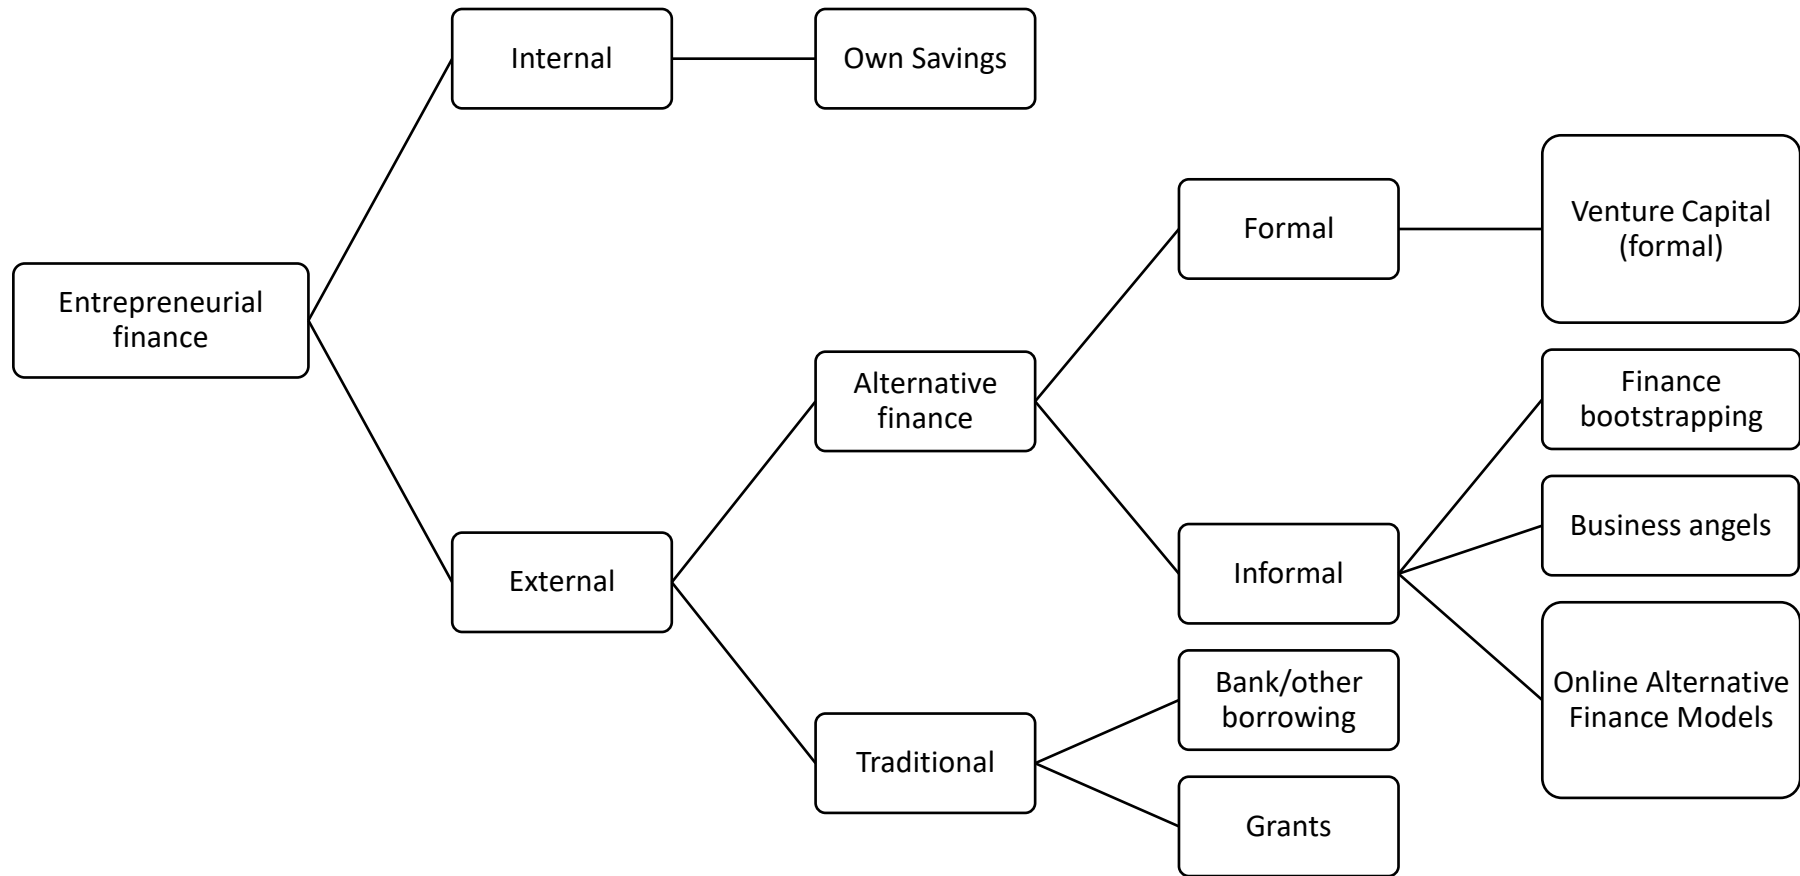 Internal
Own Savings
Entrepreneurial
finance
External
Alternative
finance
Traditional
Formal
Informal
Bank/other
borrowing
Grants
Venture Capital
(formal)
Finance
bootstrapping
Business angels
Online Alternative
Finance Models